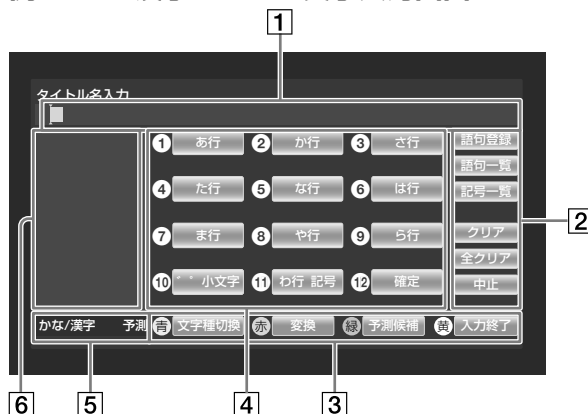 1
タイトル名入力
① あ行 ② か行 ③ さ行 語句登録
語句一覧
④ た行 ⑤ な行 ⑥ は行 記号一覧
2
⑦ ま行 ⑧ や行 ⑨ ら行 クリア
全クリア
⑩ ゛゜小文字 ⑪ わ行 記号 ⑫ 確定 中止
かな/漢字 予測 青 文字種切換 赤 変換 緑 予測候補 黄 入力終了
6 5 4 3